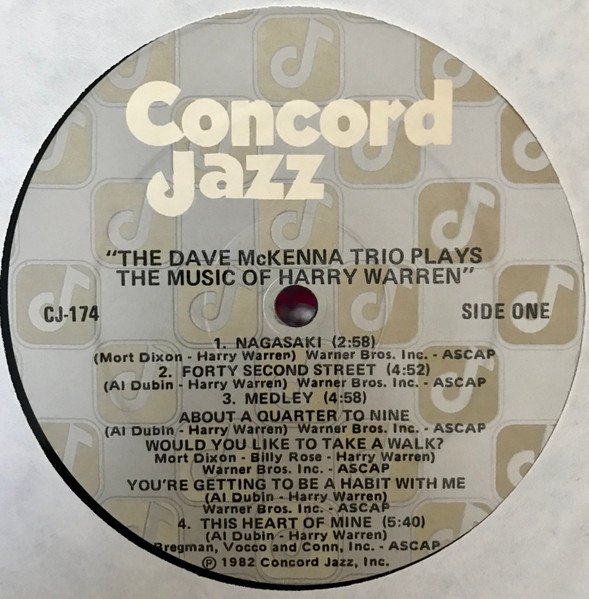 Concord
Jazz
"THE DAVE McKENNA TRIO PLAYS
THE MUSIC OF HARRY WARREN"
CJ-174 SIDE ONE
1. NAGASAKI (2:58)
(Mort Dixon - Harry Warren) Warner Bros. Inc. - ASCAP
2. FORTY SECOND STREET (4:52)
(Al Dubin - Harry Warren) Warner Bros. Inc. - ASCAP
3. MEDLEY (4:58)
ABOUT A QUARTER TO NINE
(Al Dubin - Harry Warren) Warner Bros. Inc. - ASCAP
WOULD YOU LIKE TO TAKE A WALK?
Mort Dixon - Billy Rose - Harry Warren)
Warner Bros. Inc. - ASCAP
YOU'RE GETTING TO BE A HABIT WITH ME
(Al Dubin - Harry Warren)
Warner Bros. Inc. - ASCAP
4. THIS HEART OF MINE (5:40)
(Al Dubin - Harry Warren)
Bregman, Vocco and Conn, Inc. - ASCAP
Ⓟ 1982 Concord Jazz, Inc.